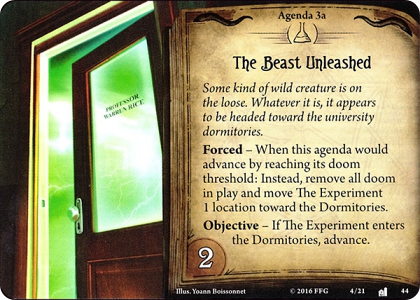 Agenda 3a
PROFESSOR
WARREN RICE
The Beast Unleashed
Some kind of wild creature is on
the loose. Whatever it is, it appears
to be headed toward the university
dormitories.
Forced – When this agenda would
advance by reaching its doom
threshold: Instead, remove all doom
in play and move The Experiment
1 location toward the Dormitories.
Objective – If The Experiment enters
the Dormitories, advance.
2
Illus. Yoann Boissonnet
© 2016 FFG
4/21
44